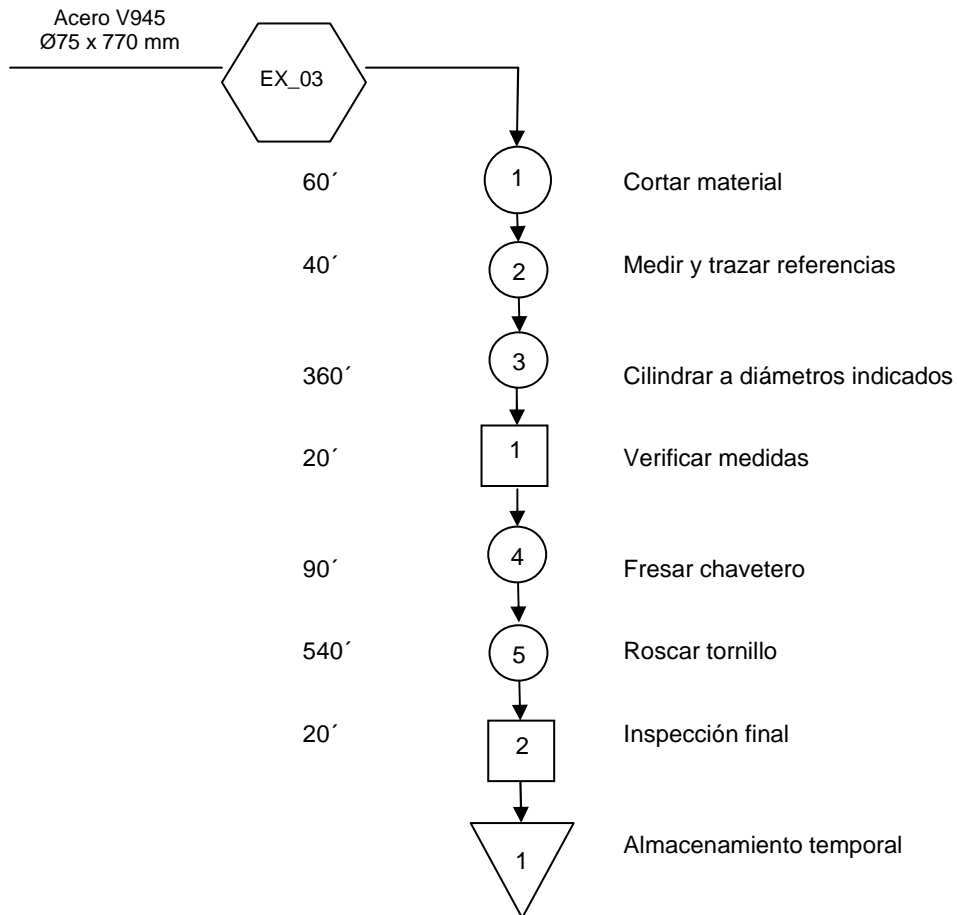 Acero V945
Ø75 x 770 mm
EX_03
60´ 1 Cortar material
40´ 2 Medir y trazar referencias
360´ 3 Cilindrar a diámetros indicados
20´ 1 Verificar medidas
90´ 4 Fresar chavetero
540´ 5 Roscar tornillo
20´ 2 Inspección final
1 Almacenamiento temporal